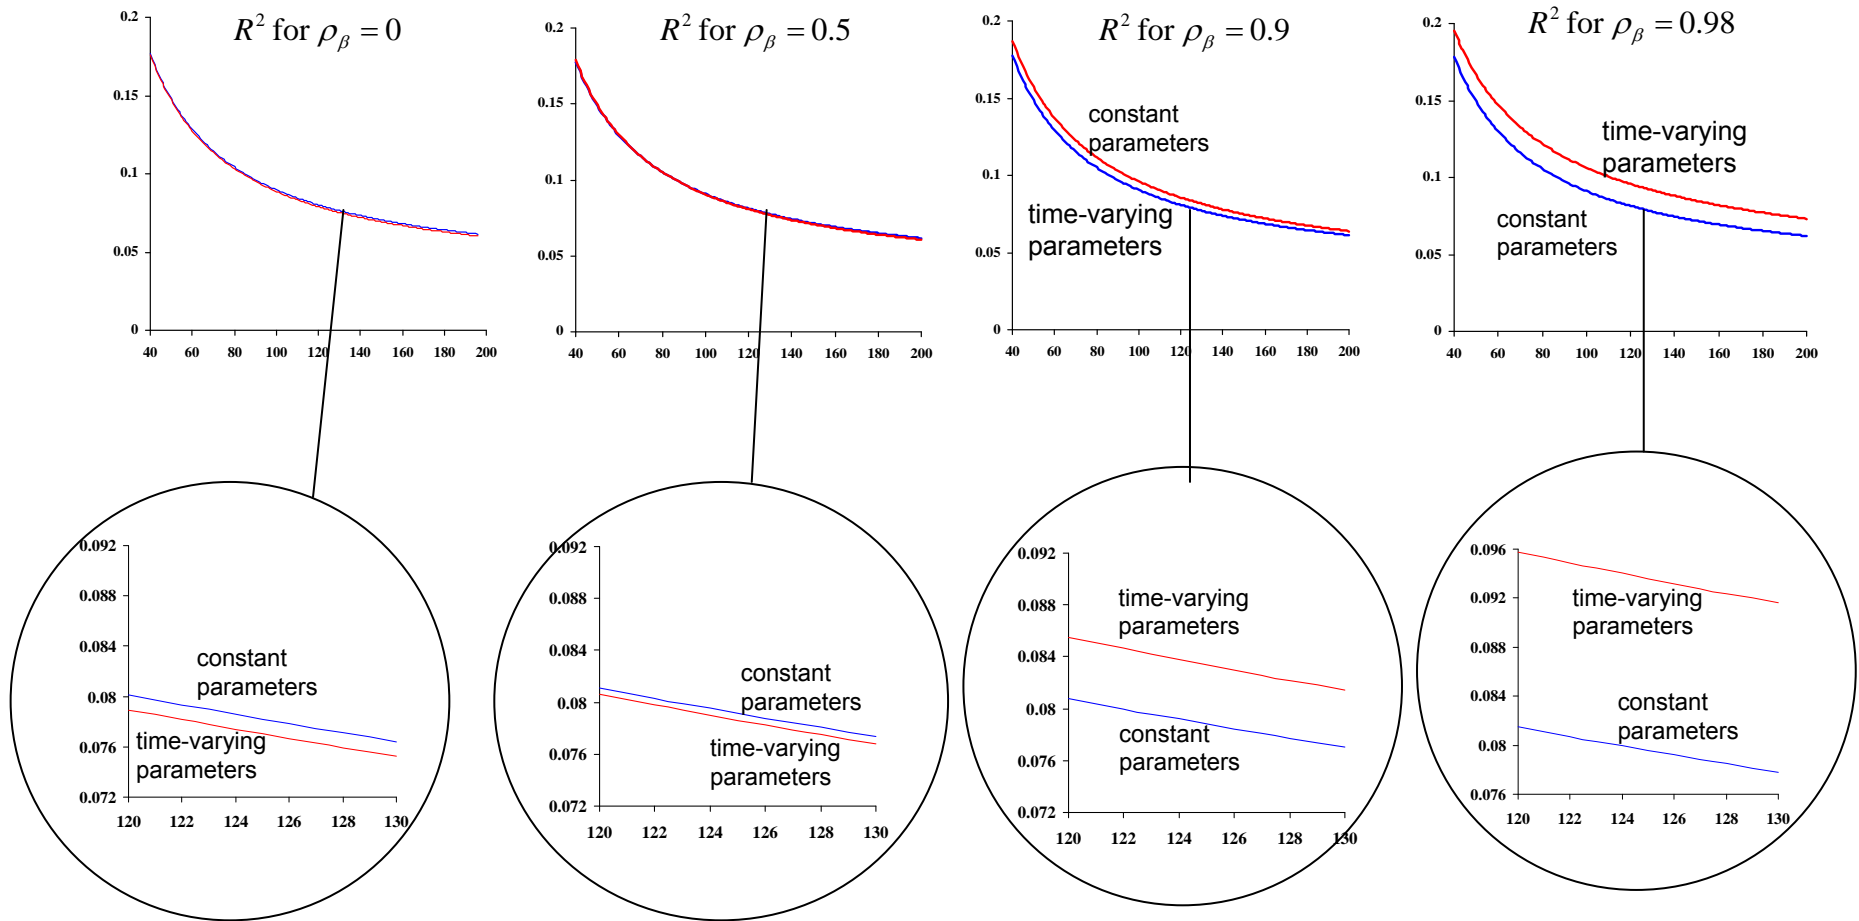 R² for ρβ = 0
0.2
0.15
0.1
0.05
0
40 60 80 100 120 140 160 180 200
R² for ρβ = 0.5
0.2
0.15
0.1
0.05
0
40 60 80 100 120 140 160 180 200
R² for ρβ = 0.9
0.2
0.15
0.1
0.05
0
constant
parameters
time-varying
parameters
40 60 80 100 120 140 160 180 200
R² for ρβ = 0.98
0.2
0.15
0.1
0.05
0
time-varying
parameters
constant
parameters
40 60 80 100 120 140 160 180 200
0.092
0.088
0.084
0.08
0.076
0.072
constant
parameters
time-varying
parameters
120 122 124 126 128 130
0.092
0.088
0.084
0.08
0.076
0.072
constant
parameters
time-varying
parameters
120 122 124 126 128 130
0.092
0.088
0.084
0.08
0.076
0.072
time-varying
parameters
constant
parameters
120 122 124 126 128 130
0.096
0.092
0.088
0.084
0.08
0.076
time-varying
parameters
constant
parameters
120 122 124 126 128 130